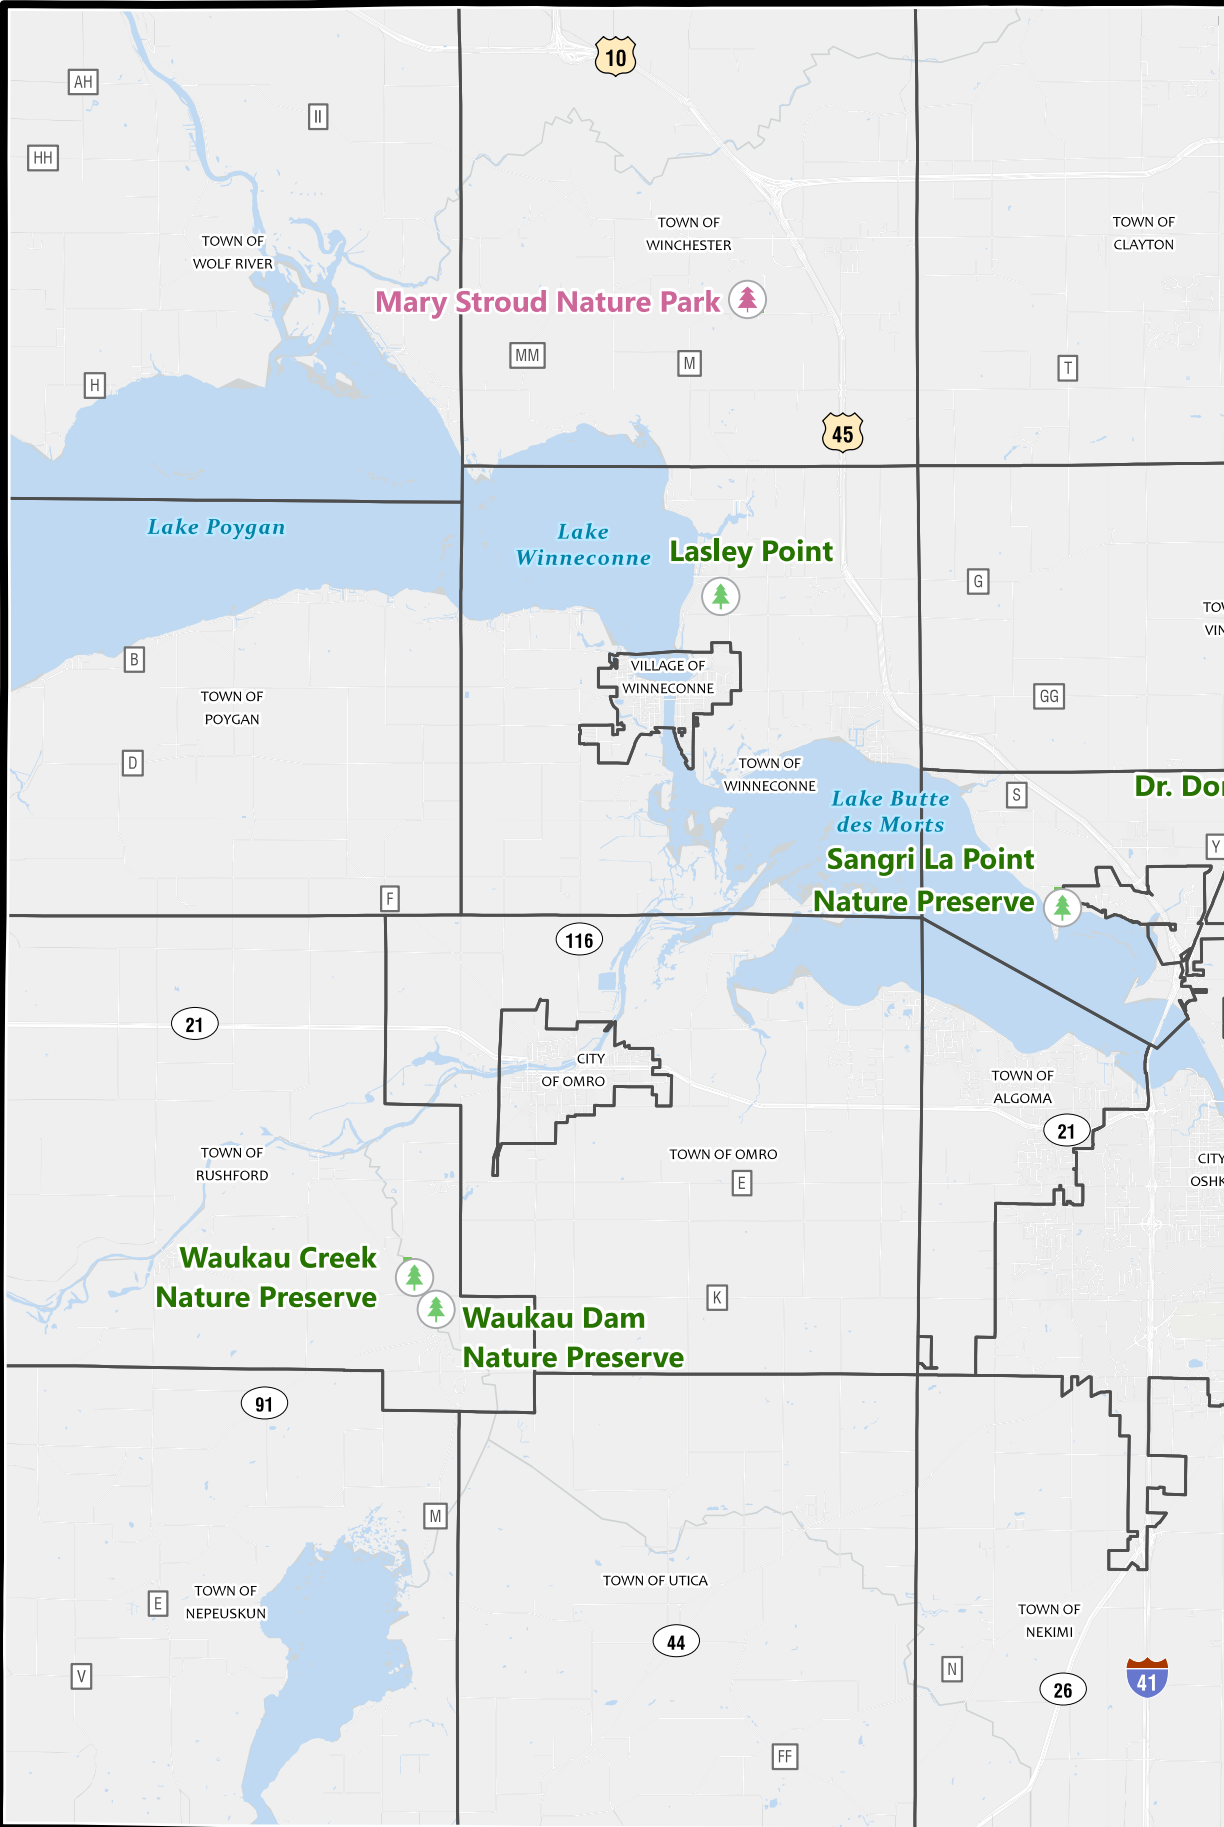 10
AH
II
HH
TOWN OF
WINCHESTER
TOWN OF
CLAYTON
TOWN OF
WOLF RIVER
Mary Stroud Nature Park
MM
M
T
H
45
Lake Poygan
Lake
Winneconne
Lasley Point
G
B
VILLAGE OF
WINNECONNE
TOWN OF
POYGAN
GG
D
TOWN OF
WINNECONNE
S
Dr. Dor
Lake Butte
des Morts
Y
Sangri La Point
Nature Preserve
F
116
21
CITY
OF OMRO
TOWN OF
ALGOMA
21
TOWN OF
RUSHFORD
TOWN OF OMRO
E
CITY
OSHK
Waukau Creek
Nature Preserve
K
Waukau Dam
Nature Preserve
91
M
TOWN OF UTICA
TOWN OF
NEPEUSKUN
E
TOWN OF
NEKIMI
44
V
N
26
41
FF